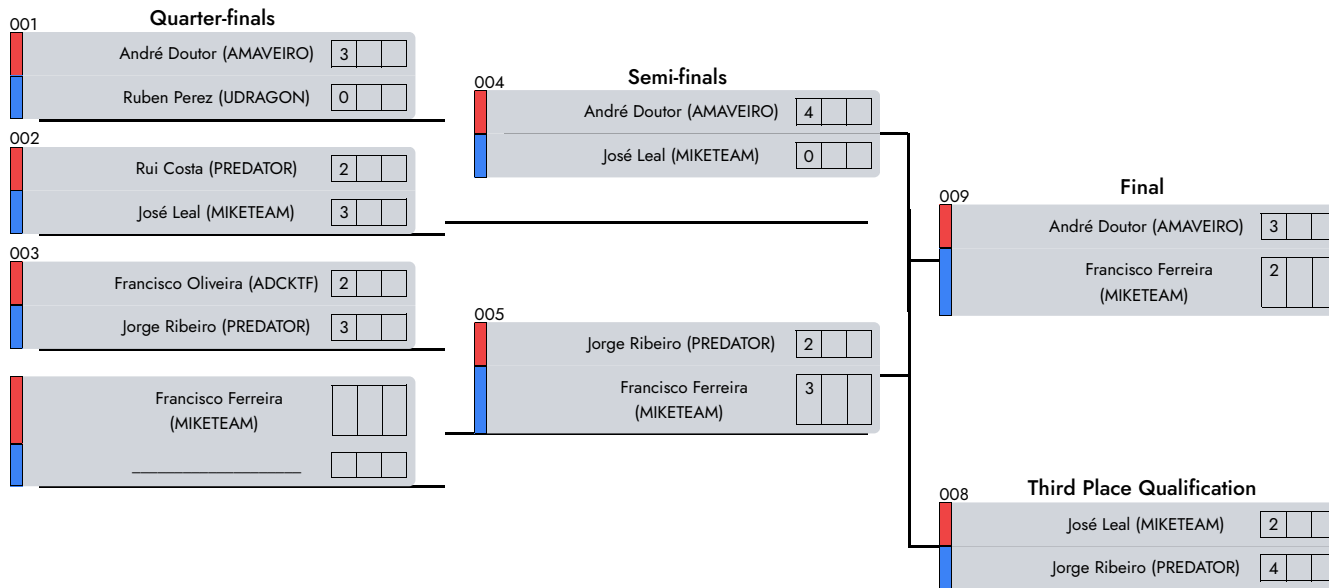 Quarter-finals
001
André Doutor (AMAVEIRO) 3
Ruben Perez (UDRAGON) 0
002
Rui Costa (PREDATOR) 2
José Leal (MIKETEAM) 3
003
Francisco Oliveira (ADCKTF) 2
Jorge Ribeiro (PREDATOR) 3
Francisco Ferreira
(MIKETEAM)
____________________
Semi-finals
004
André Doutor (AMAVEIRO) 4
José Leal (MIKETEAM) 0
005
Jorge Ribeiro (PREDATOR) 2
Francisco Ferreira 3
(MIKETEAM)
Final
009
André Doutor (AMAVEIRO) 3
Francisco Ferreira 2
(MIKETEAM)
Third Place Qualification
008
José Leal (MIKETEAM) 2
Jorge Ribeiro (PREDATOR) 4